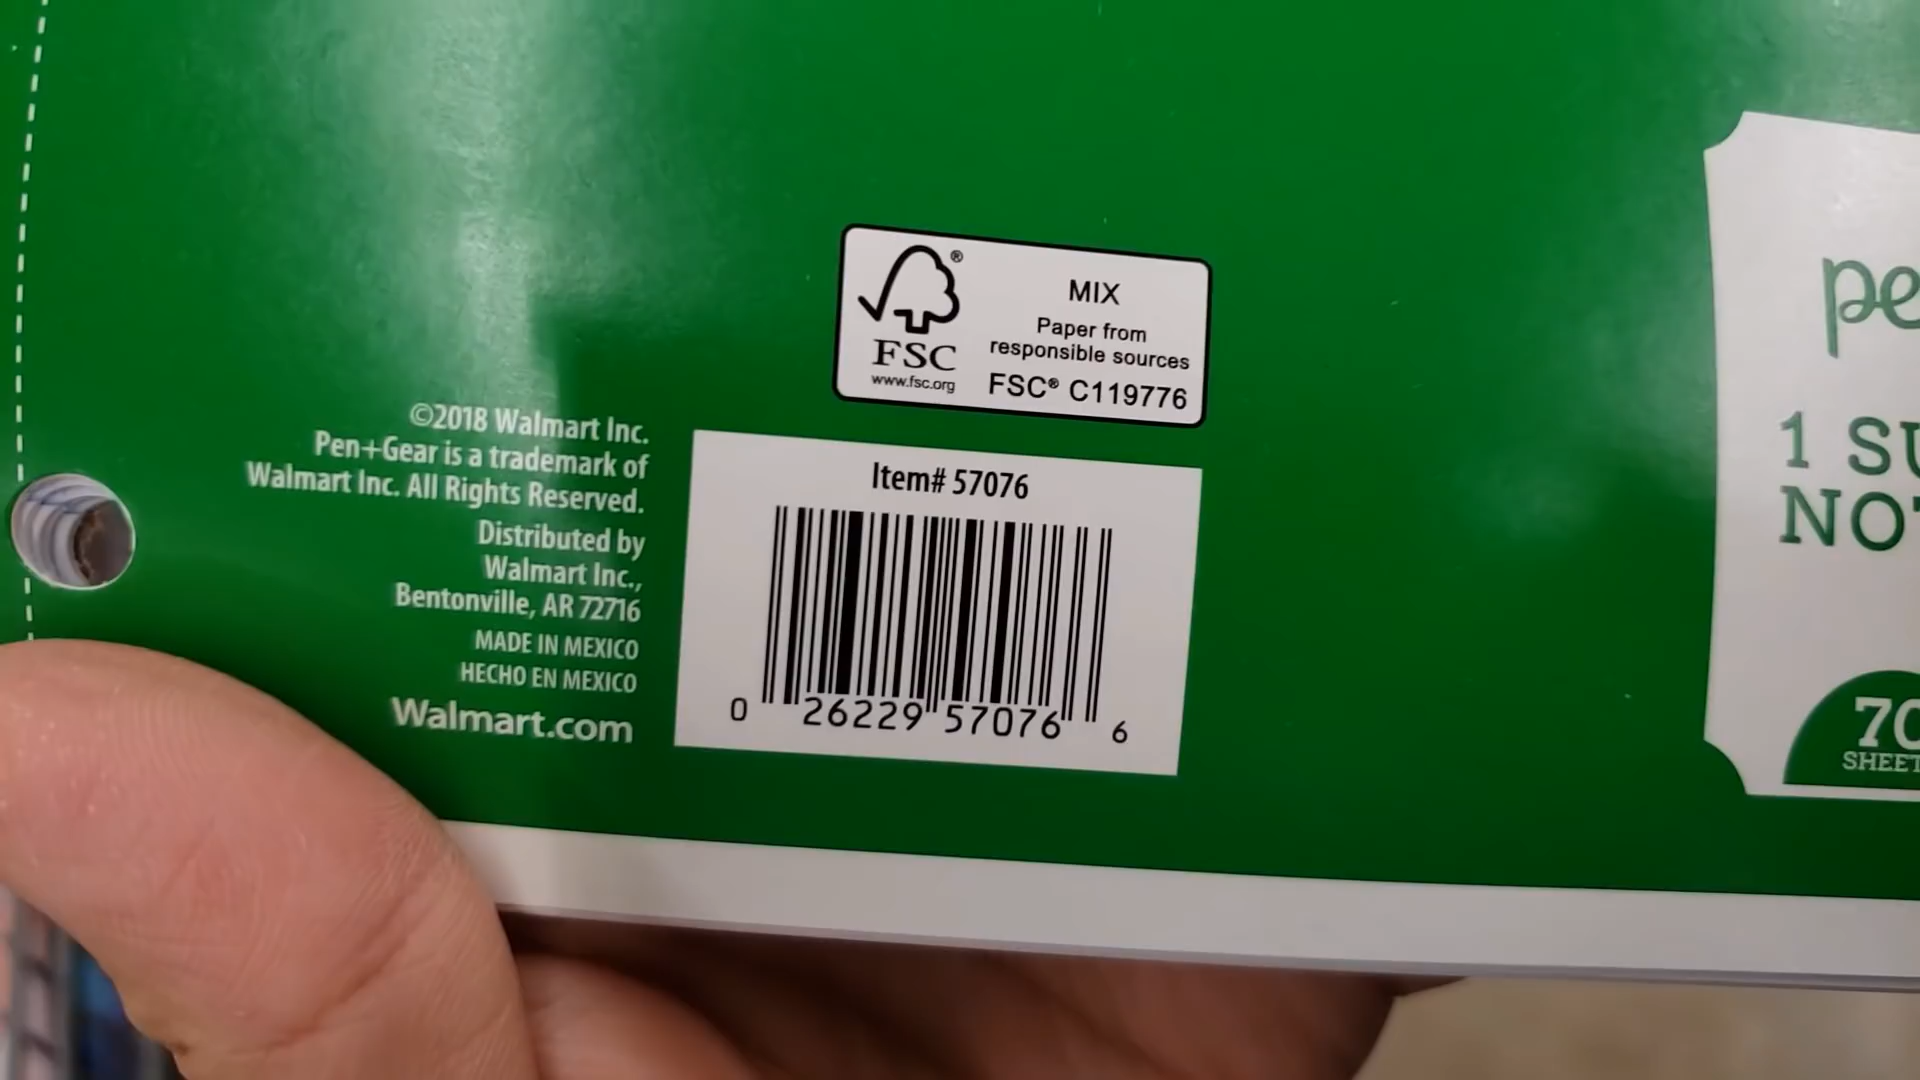 MIX
Paper from
responsible sources
FSC® C119776
®
FSC
www.fsc.org
©2018 Walmart Inc.
Pen+Gear is a trademark of
Walmart Inc. All Rights Reserved.
Distributed by
Walmart Inc.,
Bentonville, AR 72716
MADE IN MEXICO
HECHO EN MEXICO
Walmart.com
Item# 57076
0 26229 57076 6
pe
1 SU
NO
70
SHEET